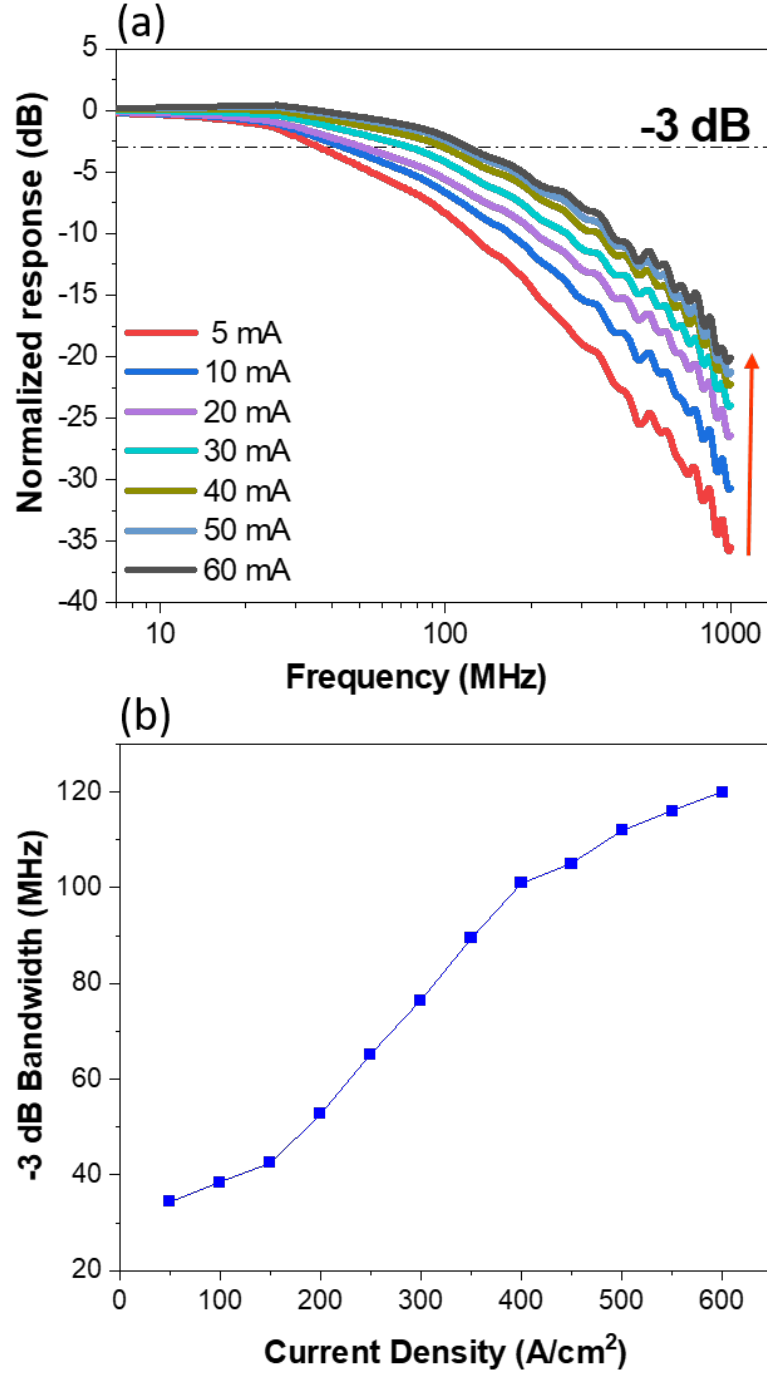 (a)
Normalized response (dB)
5
0
-5
-10
-15
-20
-25
-30
-35
-40
-3 dB
5 mA
10 mA
20 mA
30 mA
40 mA
50 mA
60 mA
10
100
1000
Frequency (MHz)
(b)
-3 dB Bandwidth (MHz)
120
100
80
60
40
20
0
100
200
300
400
500
600
Current Density (A/cm²)